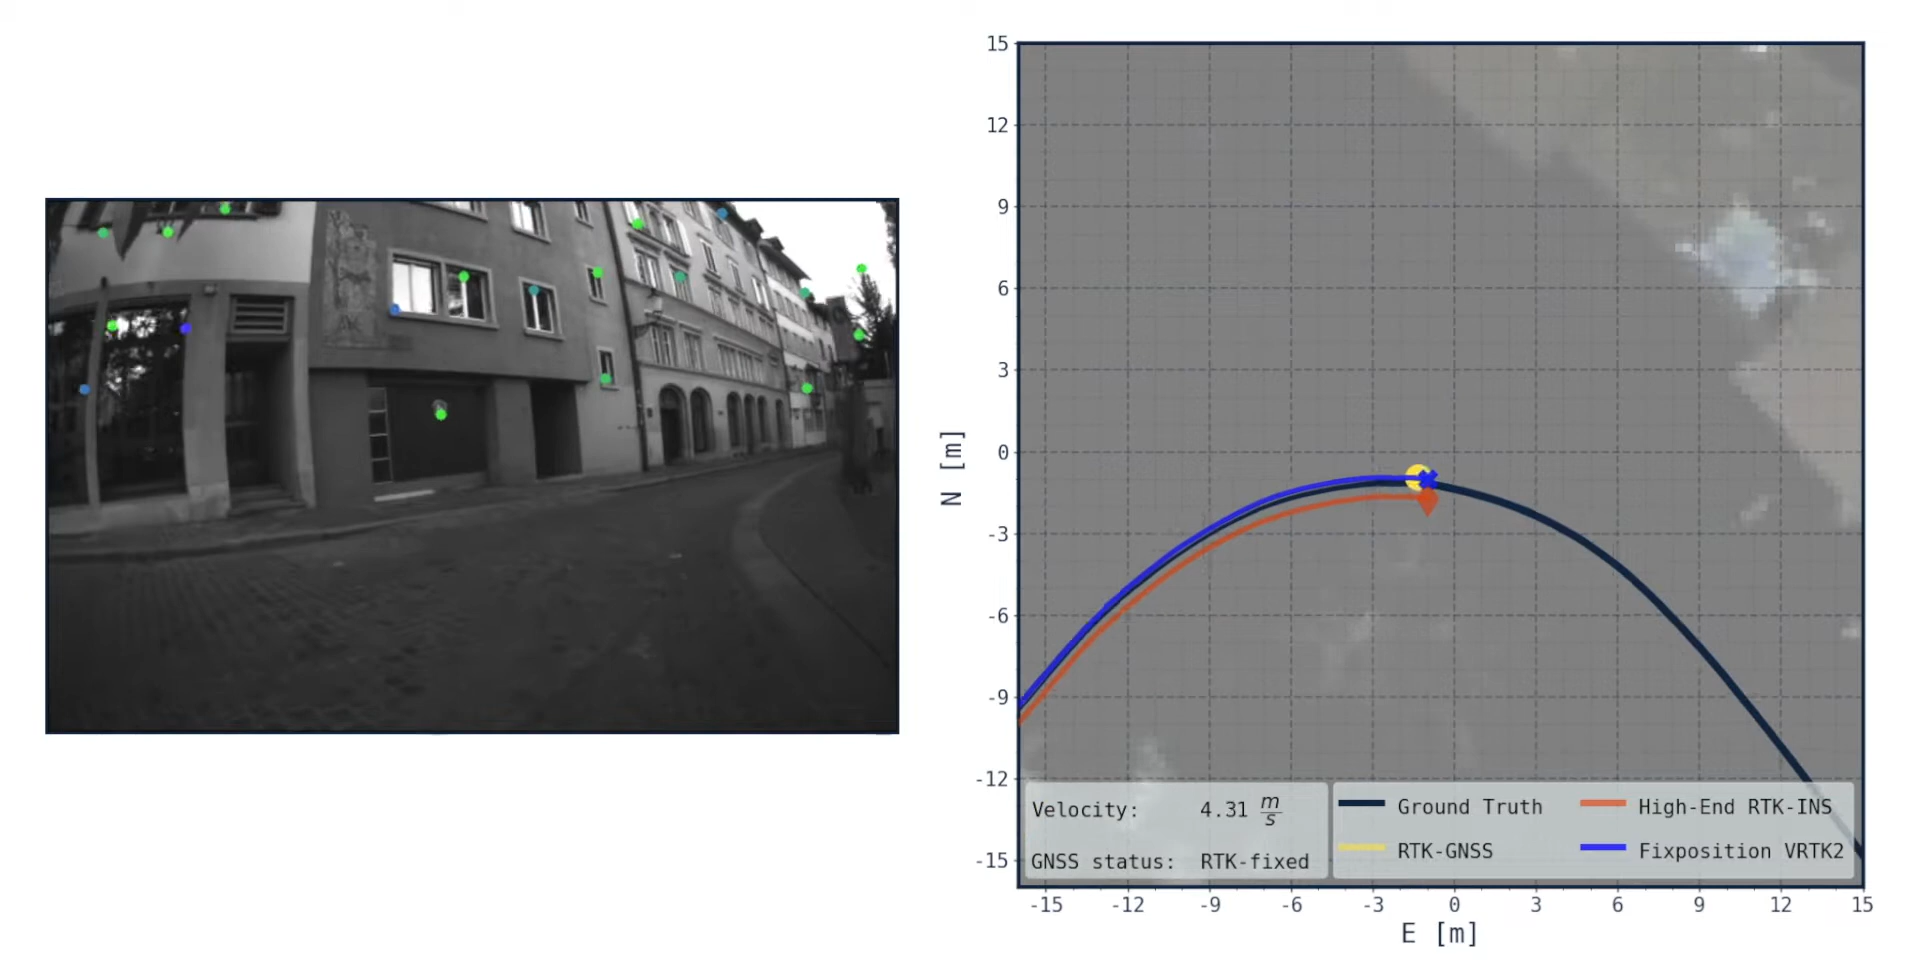 15
12
9
6
3
0
-3
-6
-9
-12
-15
N [m]
Velocity: 4.31 m/s
GNSS status: RTK-fixed
Ground Truth
High-End RTK-INS
RTK-GNSS
Fixposition VRTK2
-15 -12 -9 -6 -3 0 3 6 9 12 15
E [m]